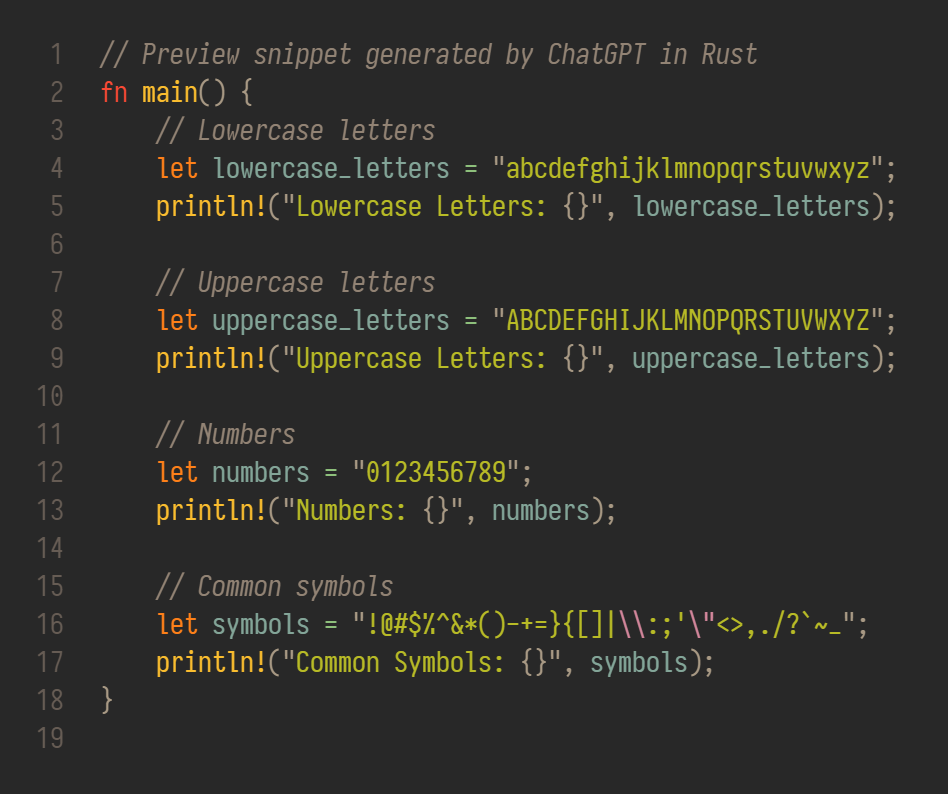 1 // Preview snippet generated by ChatGPT in Rust
2 fn main() {
3     // Lowercase letters
4     let lowercase_letters = "abcdefghijklmnopqrstuvwxyz";
5     println!("Lowercase Letters: {}", lowercase_letters);
6
7     // Uppercase letters
8     let uppercase_letters = "ABCDEFGHIJKLMNOPQRSTUVWXYZ";
9     println!("Uppercase Letters: {}", uppercase_letters);
10
11     // Numbers
12     let numbers = "0123456789";
13     println!("Numbers: {}", numbers);
14
15     // Common symbols
16     let symbols = "!@#$%^&*()-+=}{[]|\\:;'\"<>,./?`~_";
17     println!("Common Symbols: {}", symbols);
18 }
19